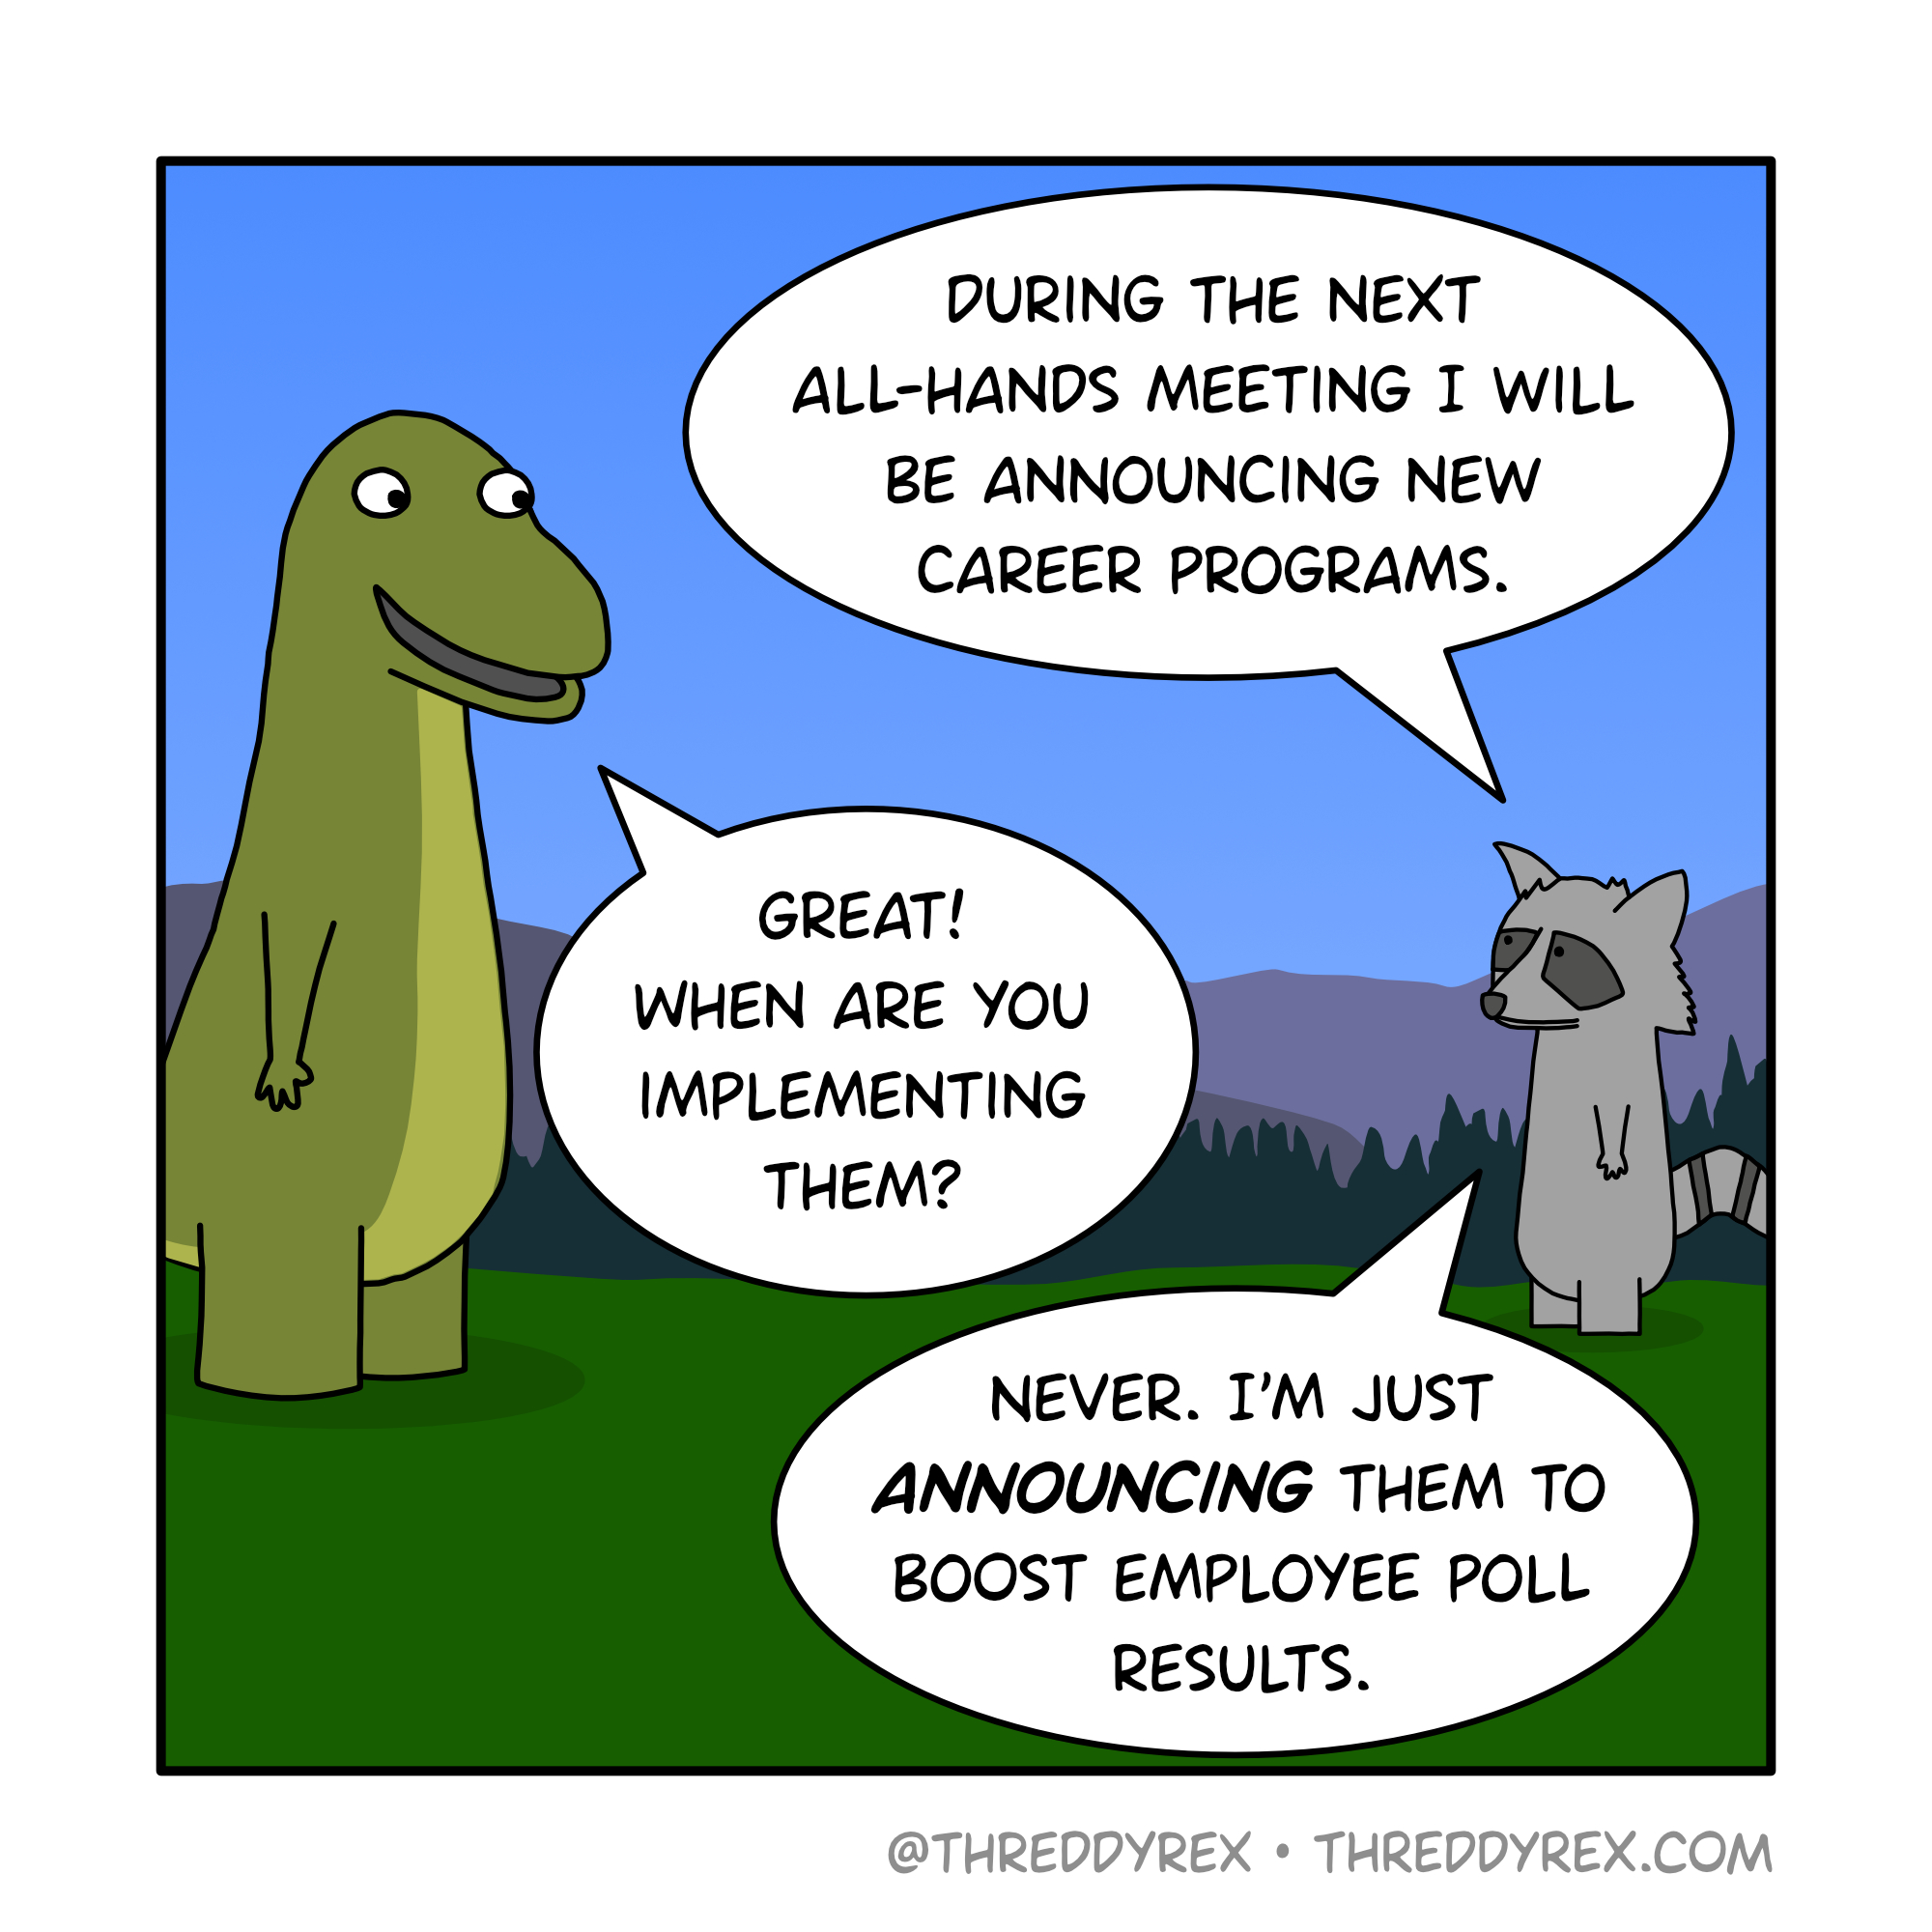 DURING THE NEXT
ALL-HANDS MEETING I WILL
BE ANNOUNCING NEW
CAREER PROGRAMS.
GREAT!
WHEN ARE YOU
IMPLEMENTING
THEM?
NEVER. I'M JUST
ANNOUNCING THEM TO
BOOST EMPLOYEE POLL
RESULTS.
@THREDDYREX • THREDDYREX.COM